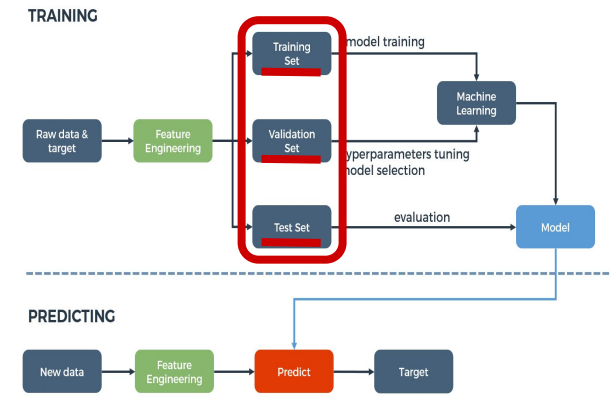 TRAINING
Training
Set
model training
Machine
Learning
Raw data &
target
Feature
Engineering
Validation
Set
yperparameters tuning
model selection
Test Set
evaluation
Model
PREDICTING
New data
Feature
Engineering
Predict
Target